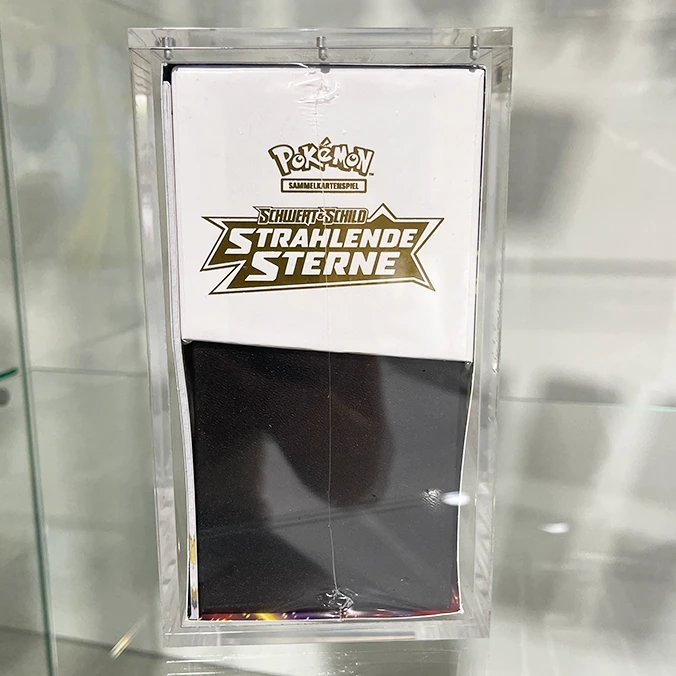 POKéMON
SAMMELKARTENSPIEL
SCHWERT & SCHILD
STRAHLENDE
STERNE